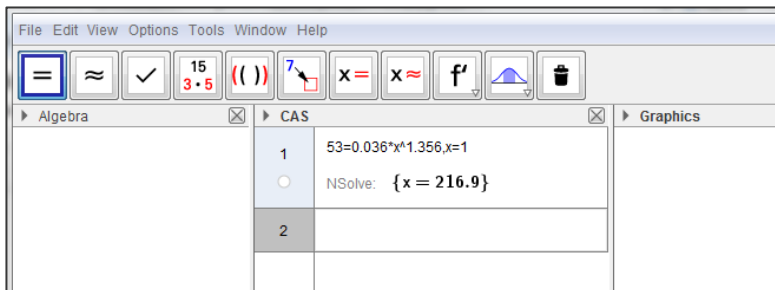 File Edit View Options Tools Window Help
= ≈ ✓ 15 3・5 (( )) 7 x = x ≈ f'
Algebra CAS Graphics
1 53=0.036*x^1.356,x=1
NSolve: {x = 216.9}
2